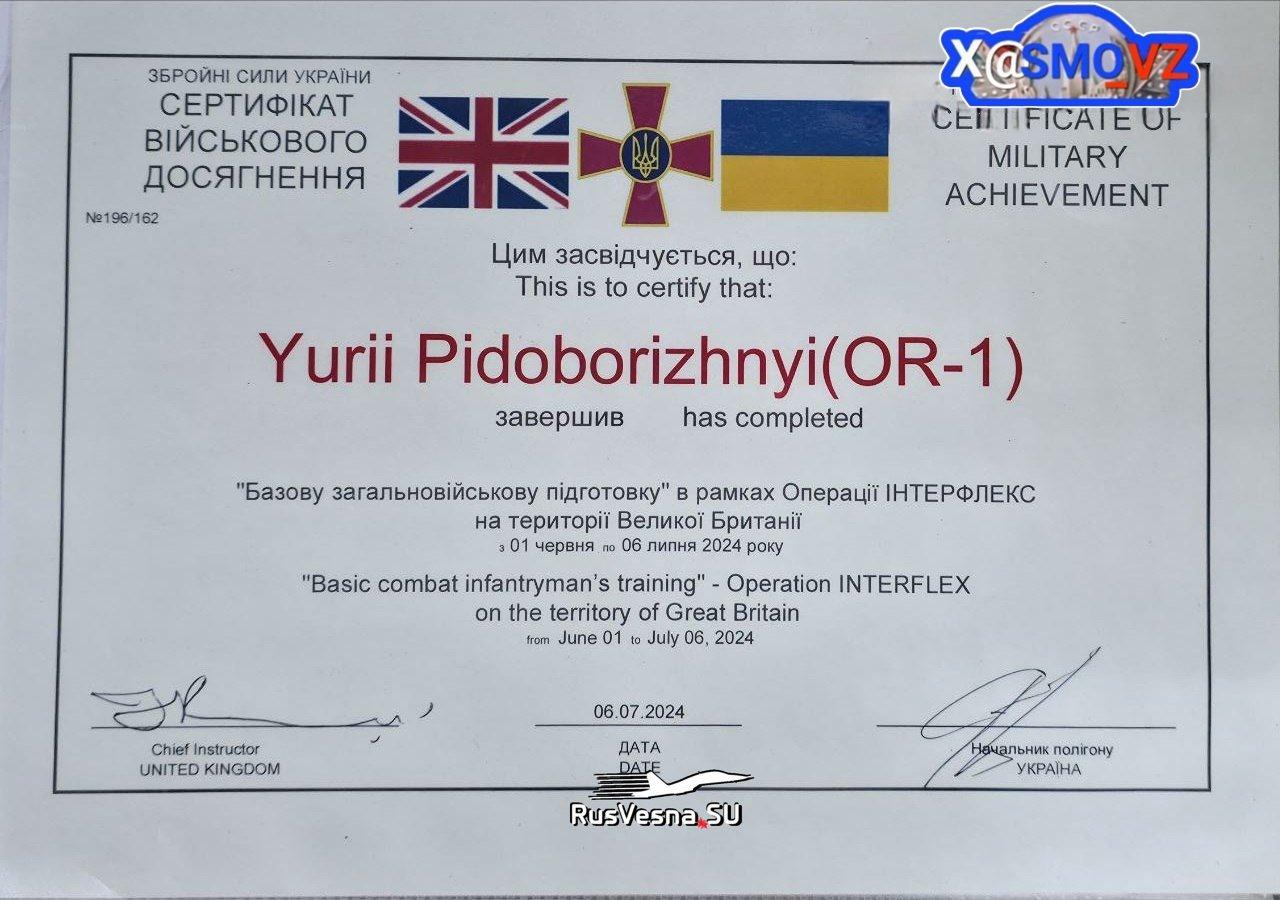 ЗБРОЙНІ СИЛИ УКРАЇНИ
СЕРТИФІКАТ
ВІЙСЬКОВОГО
ДОСЯГНЕННЯ
№196/162
X@SMOVZ
СССР
CERTIFICATE OF
MILITARY
ACHIEVEMENT
Цим засвідчується, що:
This is to certify that:
Yurii Pidoborizhnyi(OR-1)
завершив has completed
"Базову загальновійськову підготовку" в рамках Операції ІНТЕРФЛЕКС
на території Великої Британії
з 01 червня по 06 липня 2024 року
"Basic combat infantryman's training" - Operation INTERFLEX
on the territory of Great Britain
from June 01 to July 06, 2024
Chief Instructor
UNITED KINGDOM
06.07.2024
ДАТА
DATE
Начальник полігону
УКРАЇНА
RusVesna.SU